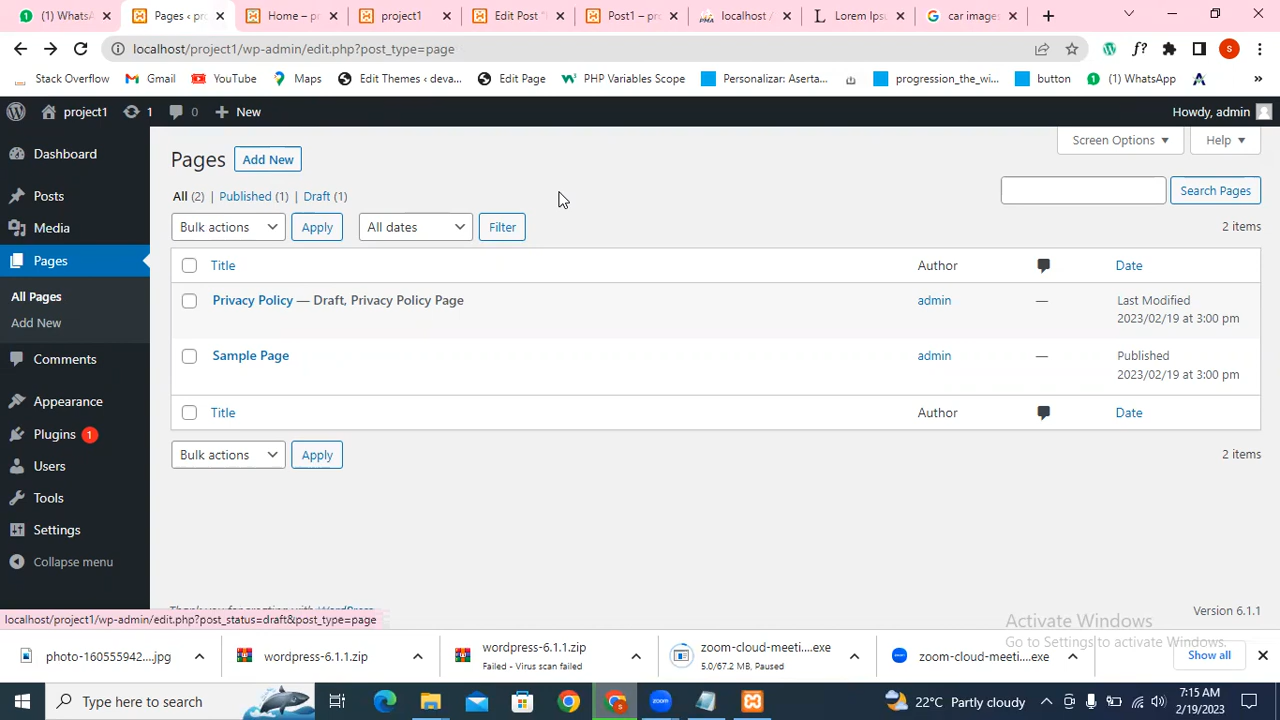 (1) WhatsA
Pages ‹ pro
Home – pro
project1
Edit Post "
Post1 – pro
localhost /
Lorem Ipsu
car images
localhost/project1/wp-admin/edit.php?post_type=page
f?
s
Stack Overflow
Gmail
YouTube
Maps
Edit Themes ‹ deva...
Edit Page
PHP Variables Scope
Personalizar: Aserta...
progression_the_wi...
button
(1) WhatsApp
»
project1
1
0
New
Howdy, admin
Dashboard
Posts
Media
Pages
All Pages
Add New
Comments
Appearance
Plugins 1
Users
Tools
Settings
Collapse menu
Pages
Add New
Screen Options
Help
All (2) | Published (1) | Draft (1)
Search Pages
Bulk actions
Apply
All dates
Filter
2 items
Title Author Date
Privacy Policy — Draft, Privacy Policy Page admin — Last Modified
2023/02/19 at 3:00 pm
Sample Page admin — Published
2023/02/19 at 3:00 pm
Title Author Date
Bulk actions
Apply
2 items
Thank you for creating with WordPress.
Version 6.1.1
localhost/project1/wp-admin/edit.php?post_status=draft&post_type=page
Activate Windows
Go to Settings to activate Windows.
photo-160555942....jpg
wordpress-6.1.1.zip
wordpress-6.1.1.zip
Failed - Virus scan failed
zoom-cloud-meeti....exe
5.0/67.2 MB, Paused
zoom-cloud-meeti....exe
Show all
Type here to search
zoom
22°C Partly cloudy
7:15 AM
2/19/2023